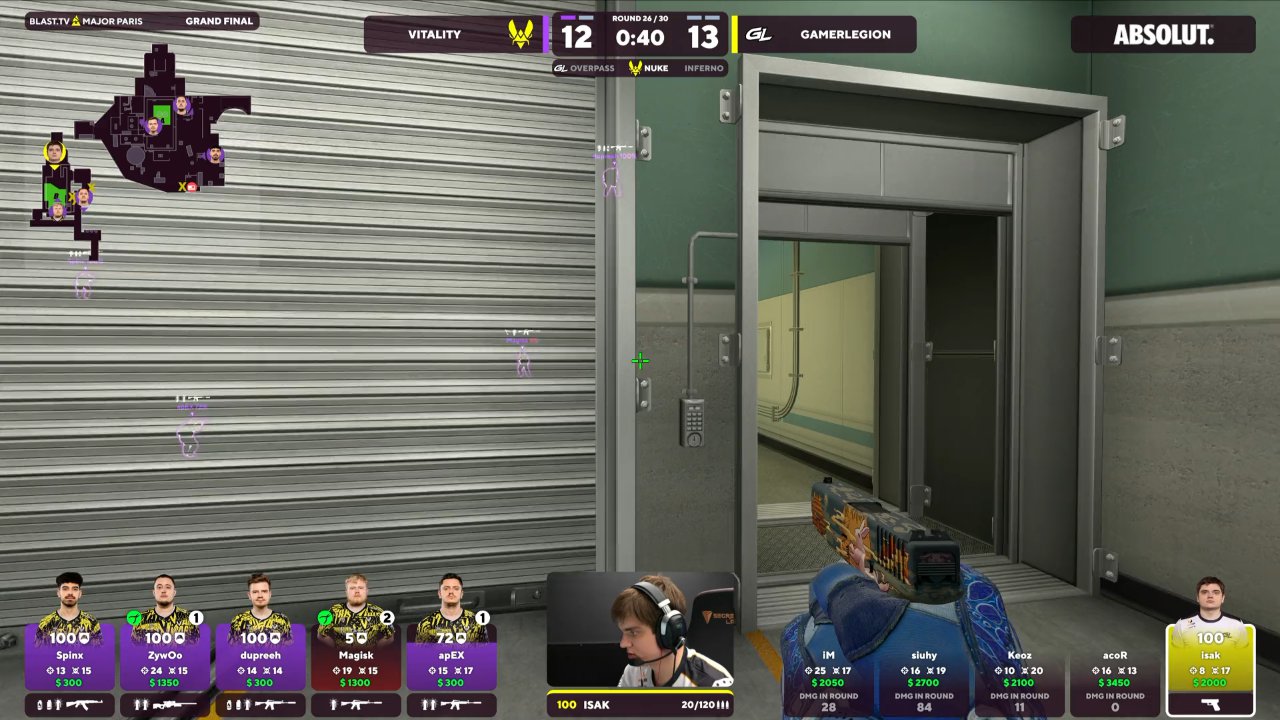 BLAST.TV MAJOR PARIS GRAND FINAL
VITALITY 12 ROUND 26 / 30 0:40 13 GL GAMERLEGION
ABSOLUT.
GL OVERPASS NUKE INFERNO
100 Spinx 13 15 $300
100 1 ZywOo 24 15 $1350
100 dupreeh 14 14 $300
5 2 Magisk 19 15 $1300
72 1 apEX 15 17 $300
100 ISAK 20/120
iM 25 17 $2050 DMG IN ROUND 28
siuhy 16 19 $2700 DMG IN ROUND 84
Keoz 10 20 $2100 DMG IN ROUND 11
acoR 16 13 $3450 DMG IN ROUND 0
100 isak 8 17 $2000